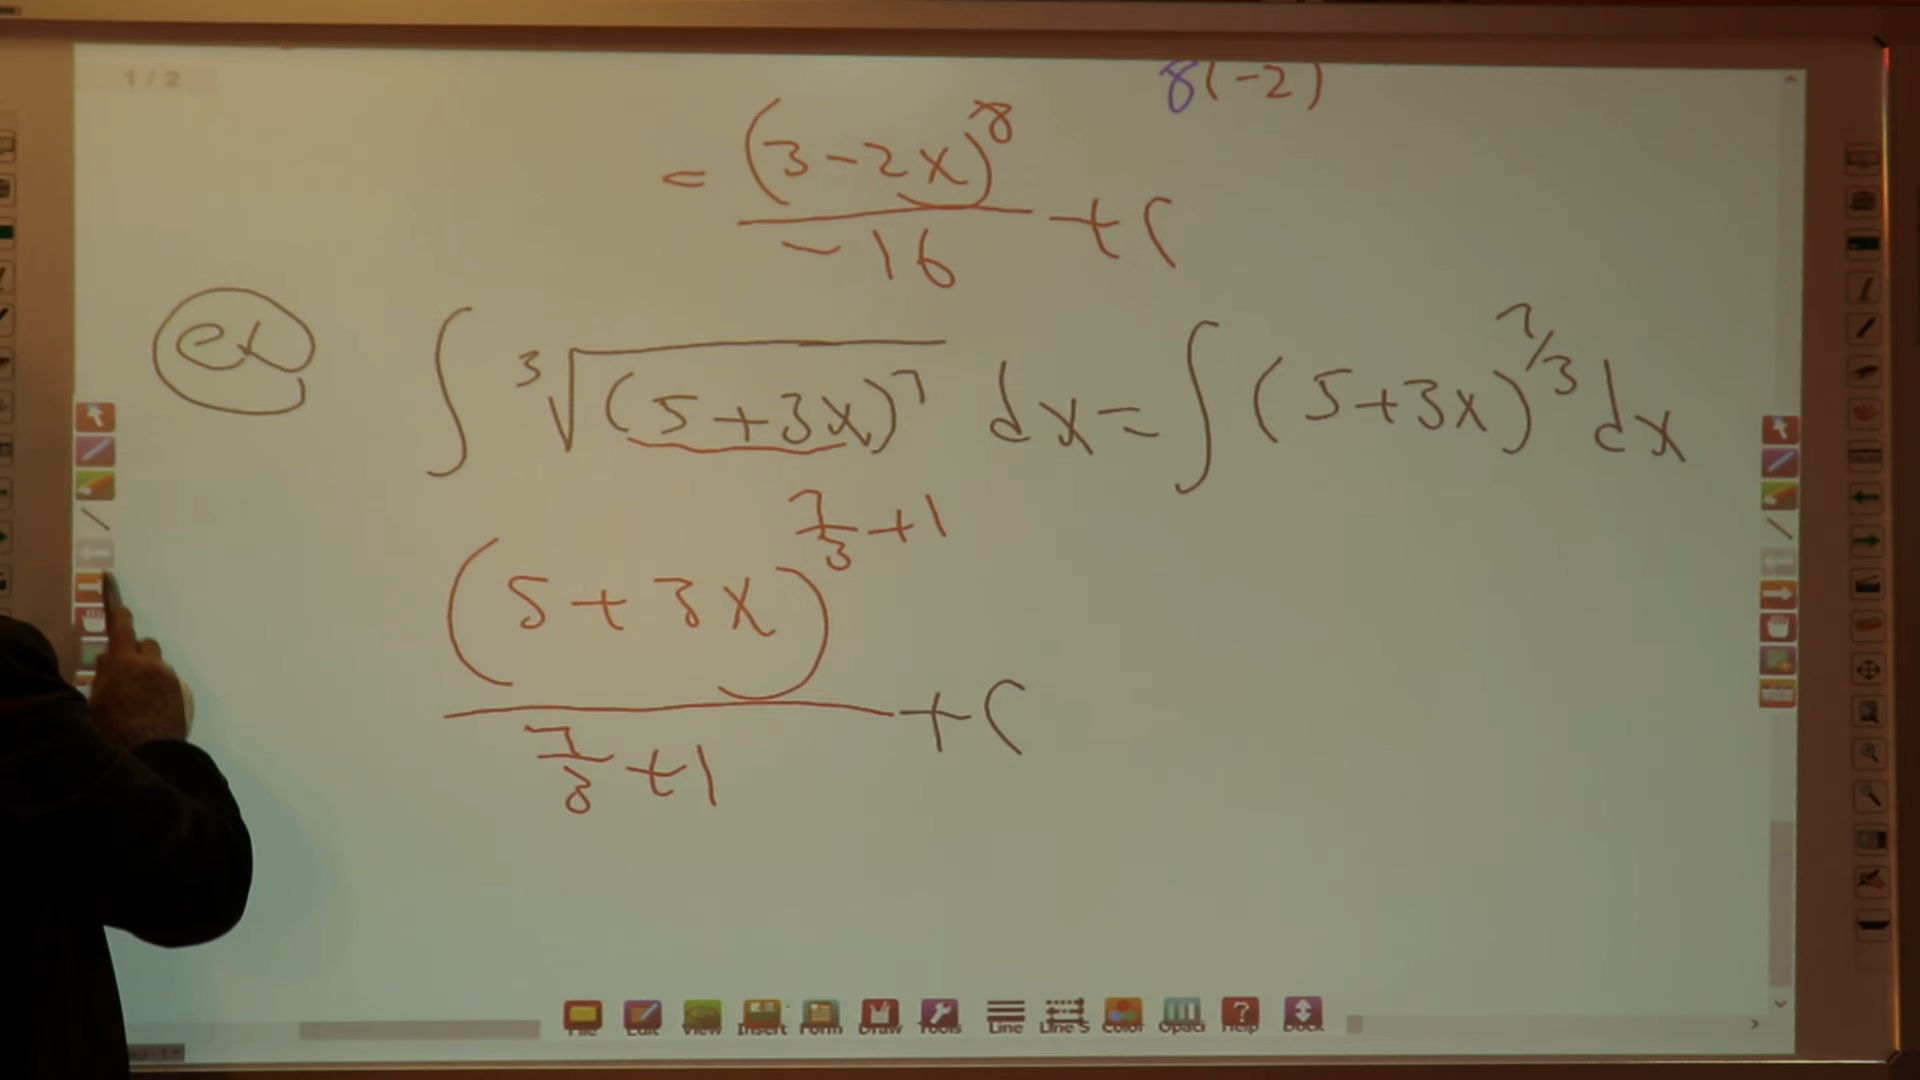 1 / 2
8(-2)
= (3-2x)^8 / -16 + C
ex ∫ ∛(5+3x)^7 dx = ∫ (5+3x)^7/3 dx
(5+3x)^(7/3 +1) / (7/3 +1) + C
File Edit View Insert Form Draw Tools Line Line S Color Opaci Help Dock